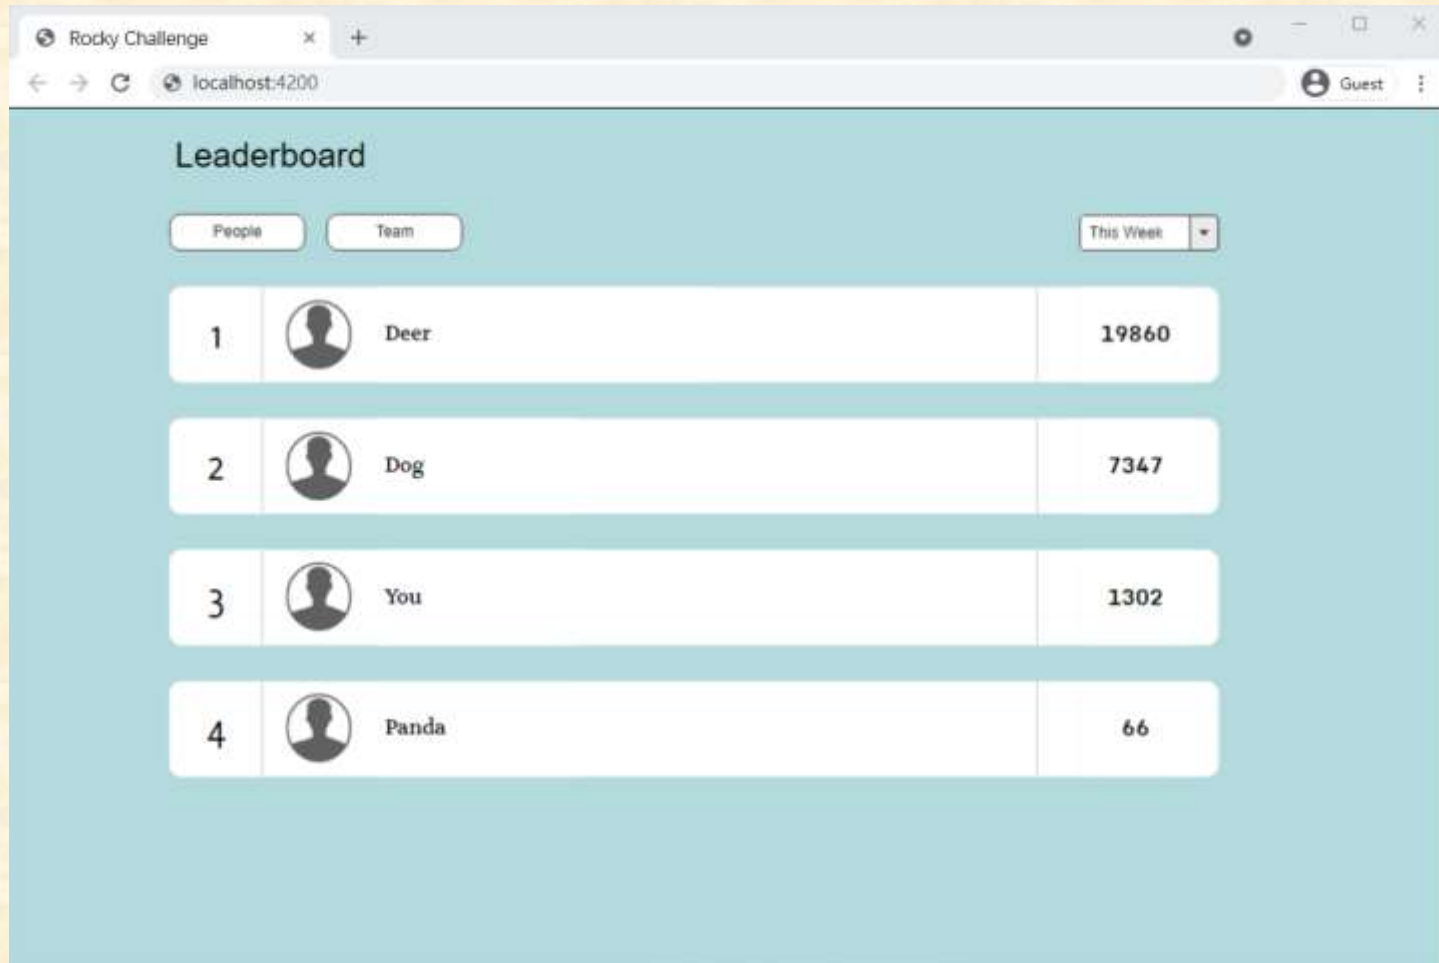 Rocky Challenge
localhost:4200
Guest
Leaderboard
People Team This Week
1 Deer 19860
2 Dog 7347
3 You 1302
4 Panda 66